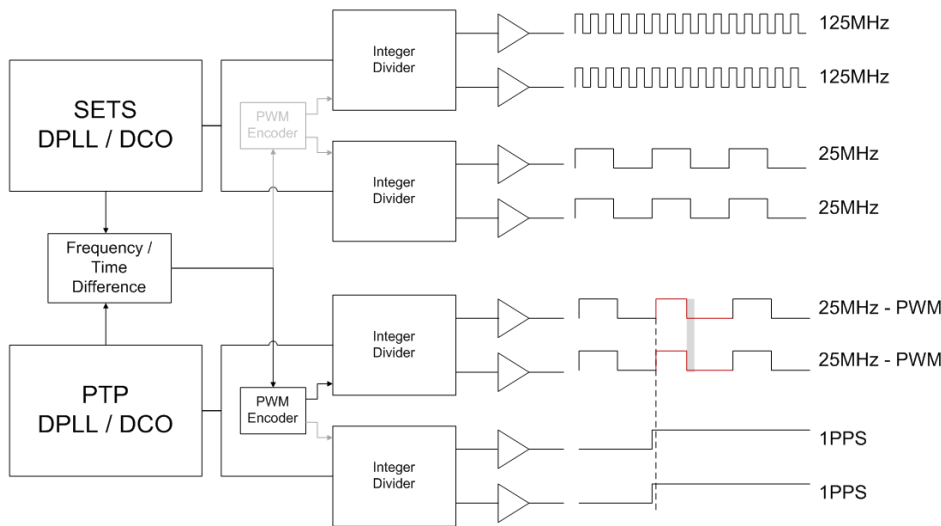 SETS
DPLL / DCO
Frequency /
Time
Difference
PTP
DPLL / DCO
PWM
Encoder
PWM
Encoder
Integer
Divider
Integer
Divider
Integer
Divider
Integer
Divider
125MHz
125MHz
25MHz
25MHz
25MHz - PWM
25MHz - PWM
1PPS
1PPS